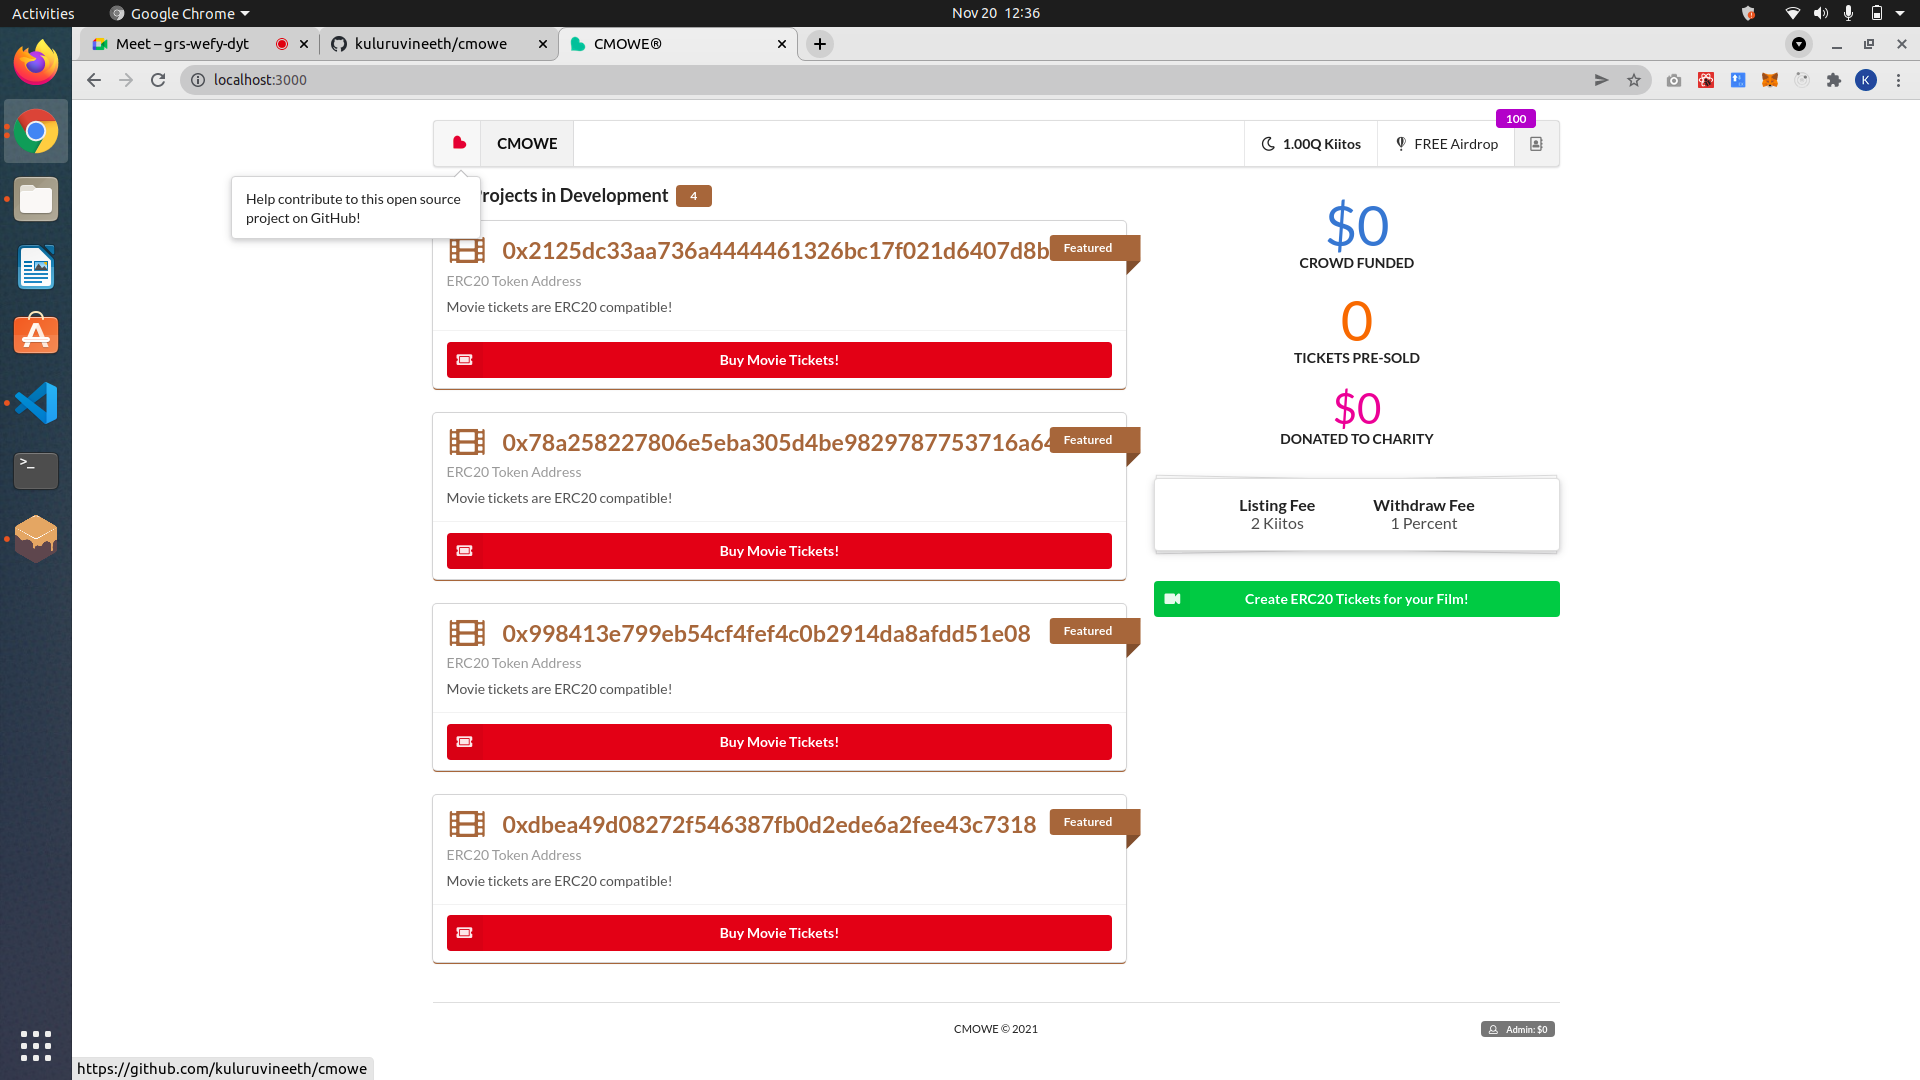 Activities
Google Chrome
Nov 20 12:36
Meet – grs-wefy-dyt
kuluruvineeth/cmowe
CMOWE®
localhost:3000
K
100
CMOWE
1.00Q Kiitos
FREE Airdrop
Help contribute to this open source
project on GitHub!
rojects in Development
4
0x2125dc33aa736a4444461326bc17f021d6407d8b
Featured
ERC20 Token Address
Movie tickets are ERC20 compatible!
Buy Movie Tickets!
0x78a258227806e5eba305d4be9829787753716a64
Featured
ERC20 Token Address
Movie tickets are ERC20 compatible!
Buy Movie Tickets!
0x998413e799eb54cf4fef4c0b2914da8afdd51e08
Featured
ERC20 Token Address
Movie tickets are ERC20 compatible!
Buy Movie Tickets!
0xdbea49d08272f546387fb0d2ede6a2fee43c7318
Featured
ERC20 Token Address
Movie tickets are ERC20 compatible!
Buy Movie Tickets!
$0
CROWD FUNDED
0
TICKETS PRE-SOLD
$0
DONATED TO CHARITY
Listing Fee
2 Kiitos
Withdraw Fee
1 Percent
Create ERC20 Tickets for your Film!
CMOWE © 2021
Admin: $0
https://github.com/kuluruvineeth/cmowe